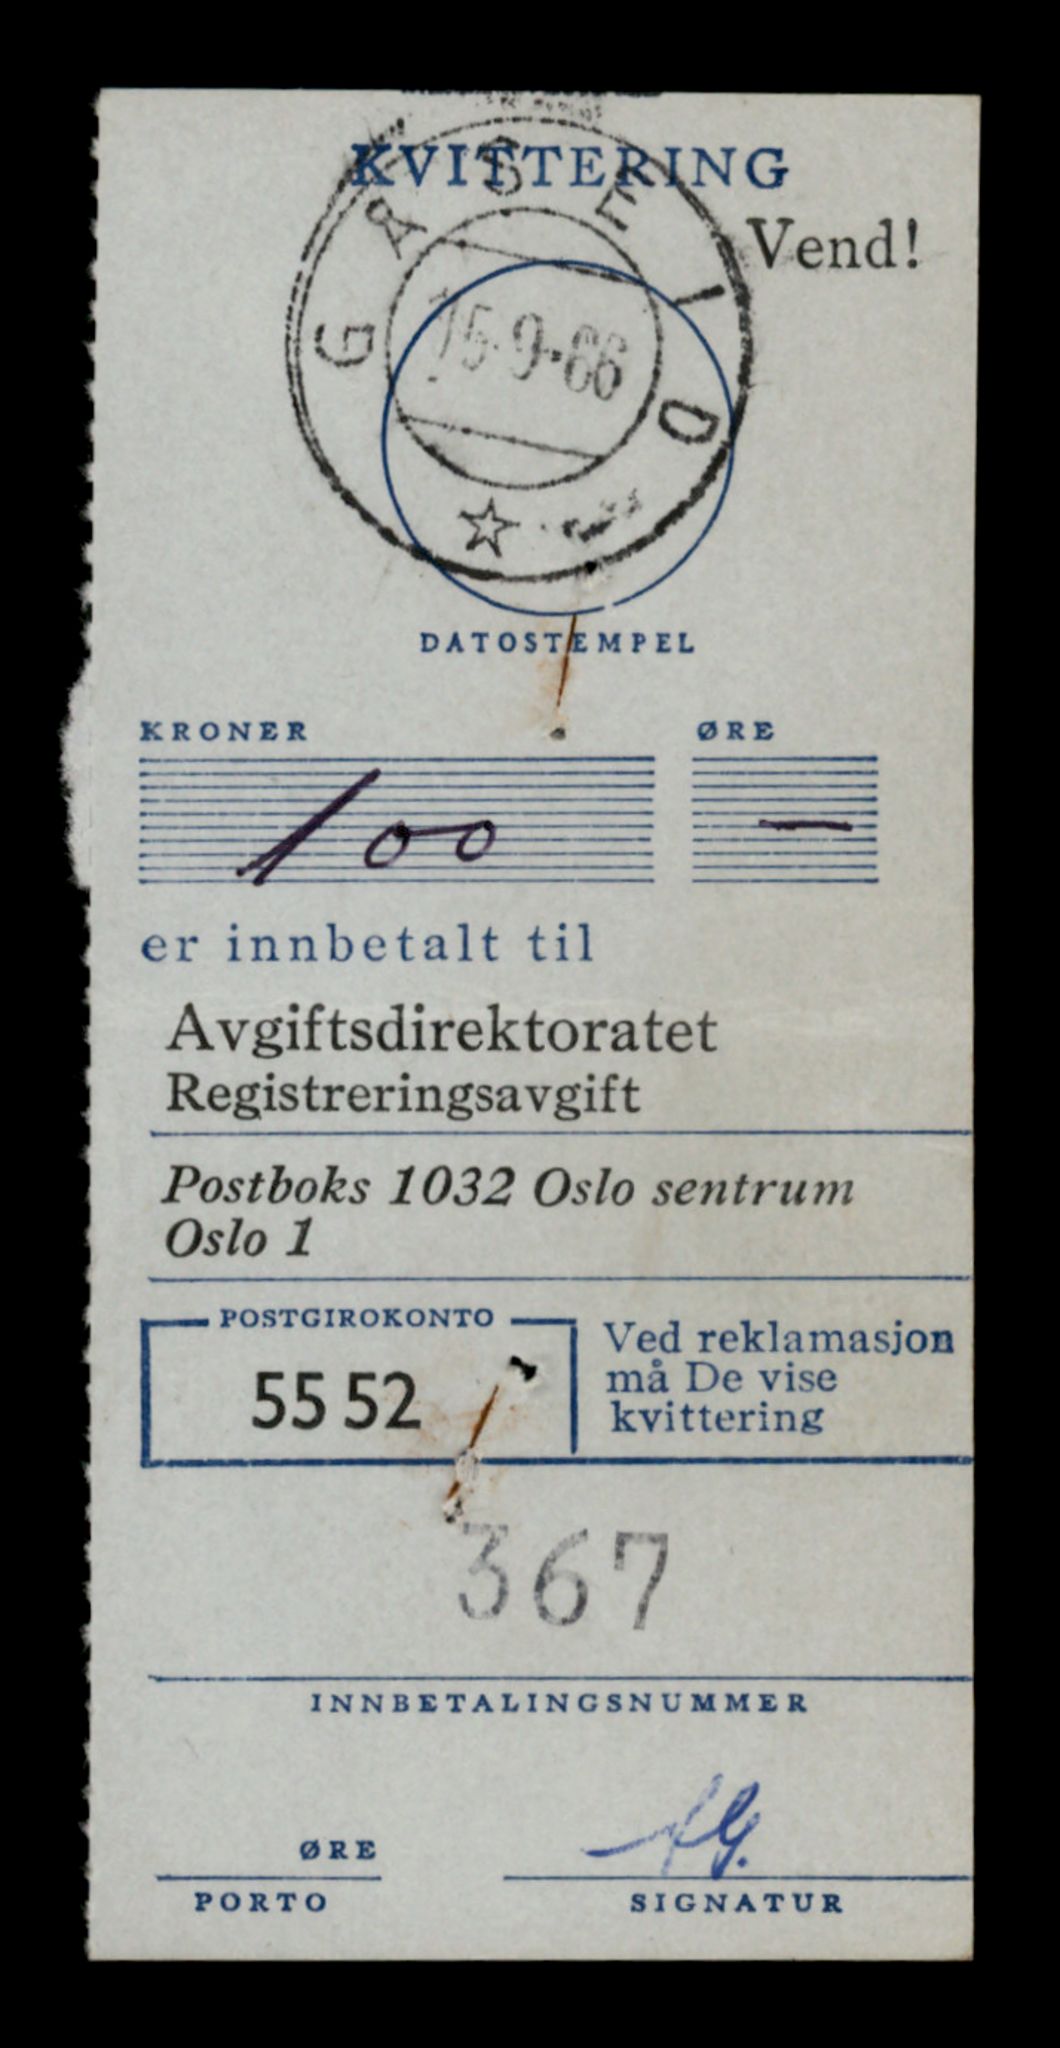 KVITTERING
Vend!
GÅSEID
15-9-66
DATOSTEMPEL
KRONER ØRE
100 —
er innbetalt til
Avgiftsdirektoratet
Registreringsavgift
Postboks 1032 Oslo sentrum
Oslo 1
POSTGIROKONTO
55 52
Ved reklamasjon
må De vise
kvittering
367
INNBETALINGSNUMMER
ØRE
PORTO
SIGNATUR